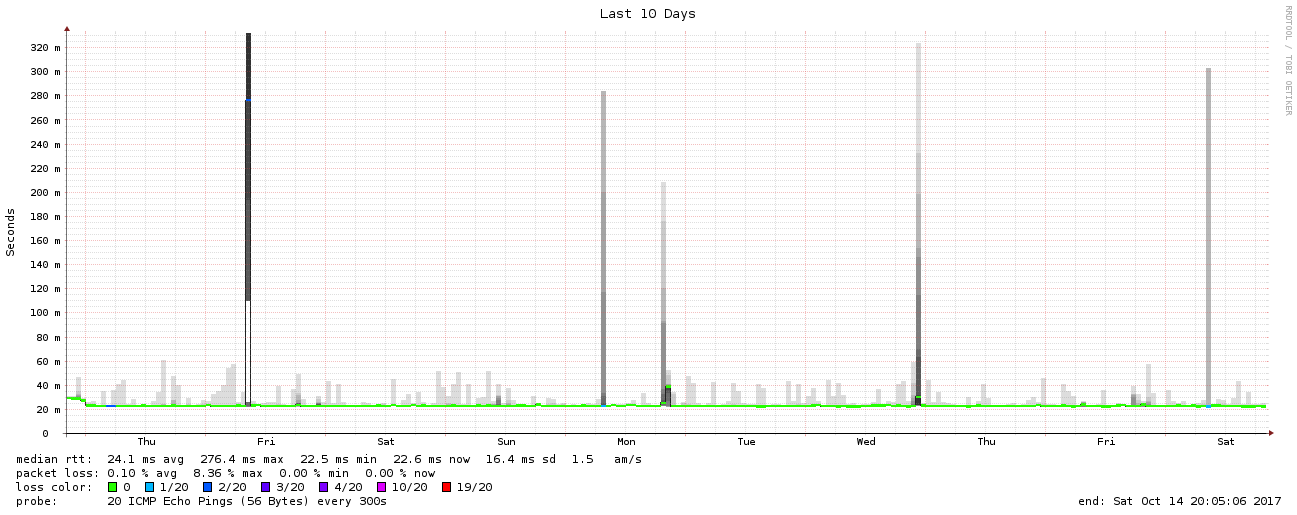 Last 10 Days
RRDTOOL / TOBI OETIKER
Seconds
320 m
300 m
280 m
260 m
240 m
220 m
200 m
180 m
160 m
140 m
120 m
100 m
80 m
60 m
40 m
20 m
0
Thu Fri Sat Sun Mon Tue Wed Thu Fri Sat
median rtt: 24.1 ms avg 276.4 ms max 22.5 ms min 22.6 ms now 16.4 ms sd 1.5 am/s
packet loss: 0.10 % avg 8.36 % max 0.00 % min 0.00 % now
loss color: 0 1/20 2/20 3/20 4/20 10/20 19/20
probe: 20 ICMP Echo Pings (56 Bytes) every 300s end: Sat Oct 14 20:05:06 2017